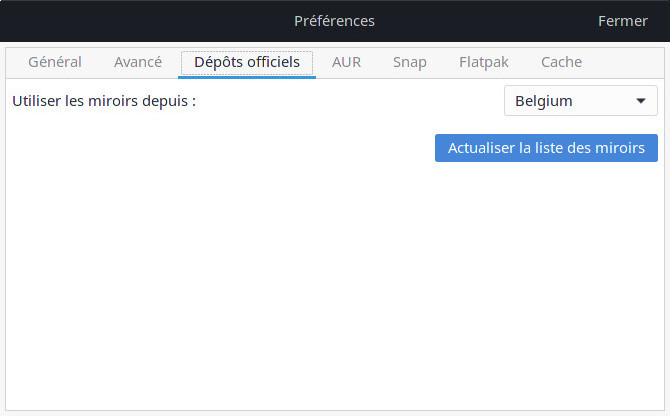 Préférences Fermer
Général Avancé Dépôts officiels AUR Snap Flatpak Cache
Utiliser les miroirs depuis : Belgium
Actualiser la liste des miroirs